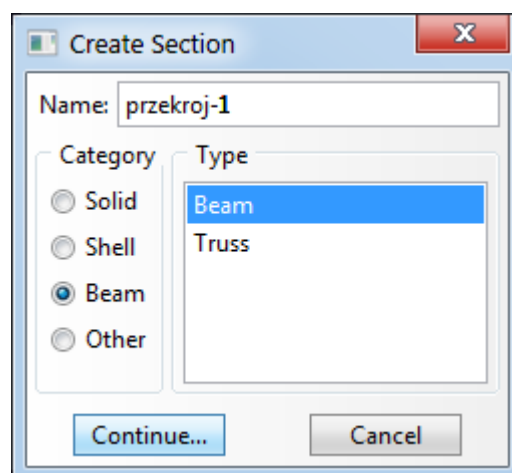 Create Section
X
Name: przekroj-1
Category
Type
Solid
Beam
Shell
Truss
Beam
Other
Continue...
Cancel